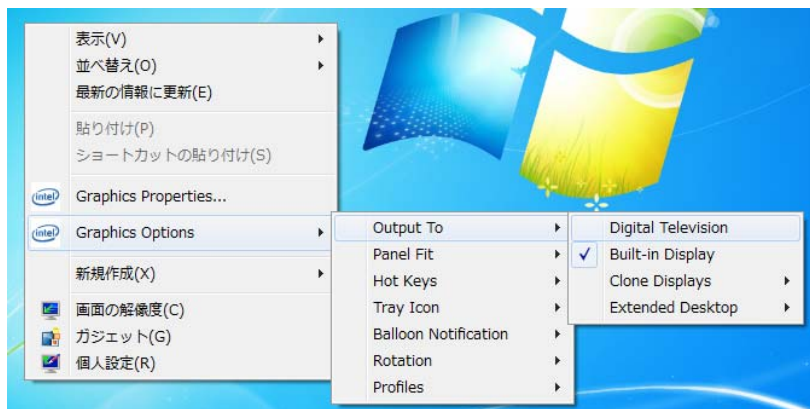 表示(V)
並べ替え(O)
最新の情報に更新(E)
貼り付け(P)
ショートカットの貼り付け(S)
intel
Graphics Properties...
intel
Graphics Options
新規作成(X)
画面の解像度(C)
ガジェット(G)
個人設定(R)
Output To
Panel Fit
Hot Keys
Tray Icon
Balloon Notification
Rotation
Profiles
Digital Television
Built-in Display
Clone Displays
Extended Desktop